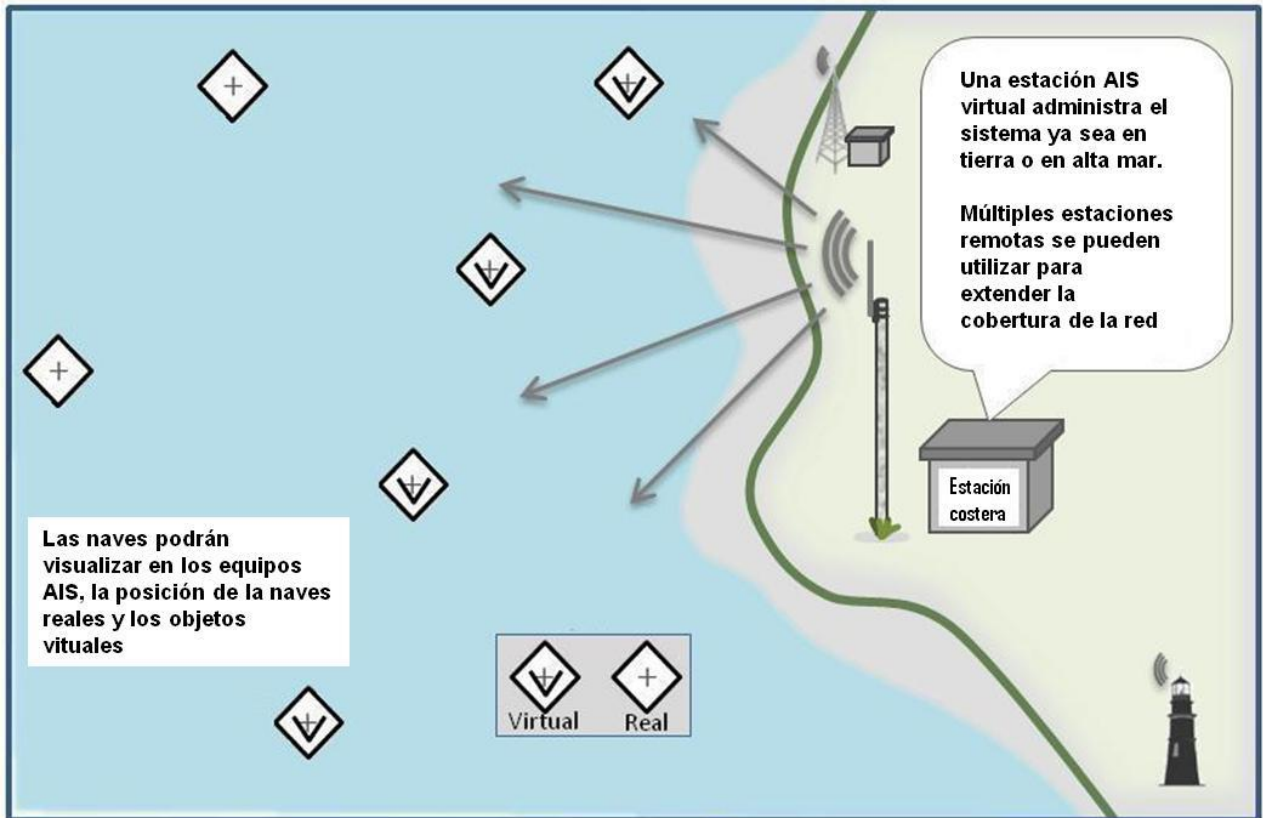 Una estación AIS
virtual administra el
sistema ya sea en
tierra o en alta mar.
Múltiples estaciones
remotas se pueden
utilizar para
extender la
cobertura de la red
Estación
costera
Las naves podrán
visualizar en los equipos
AIS, la posición de la naves
reales y los objetos
vituales
Virtual Real